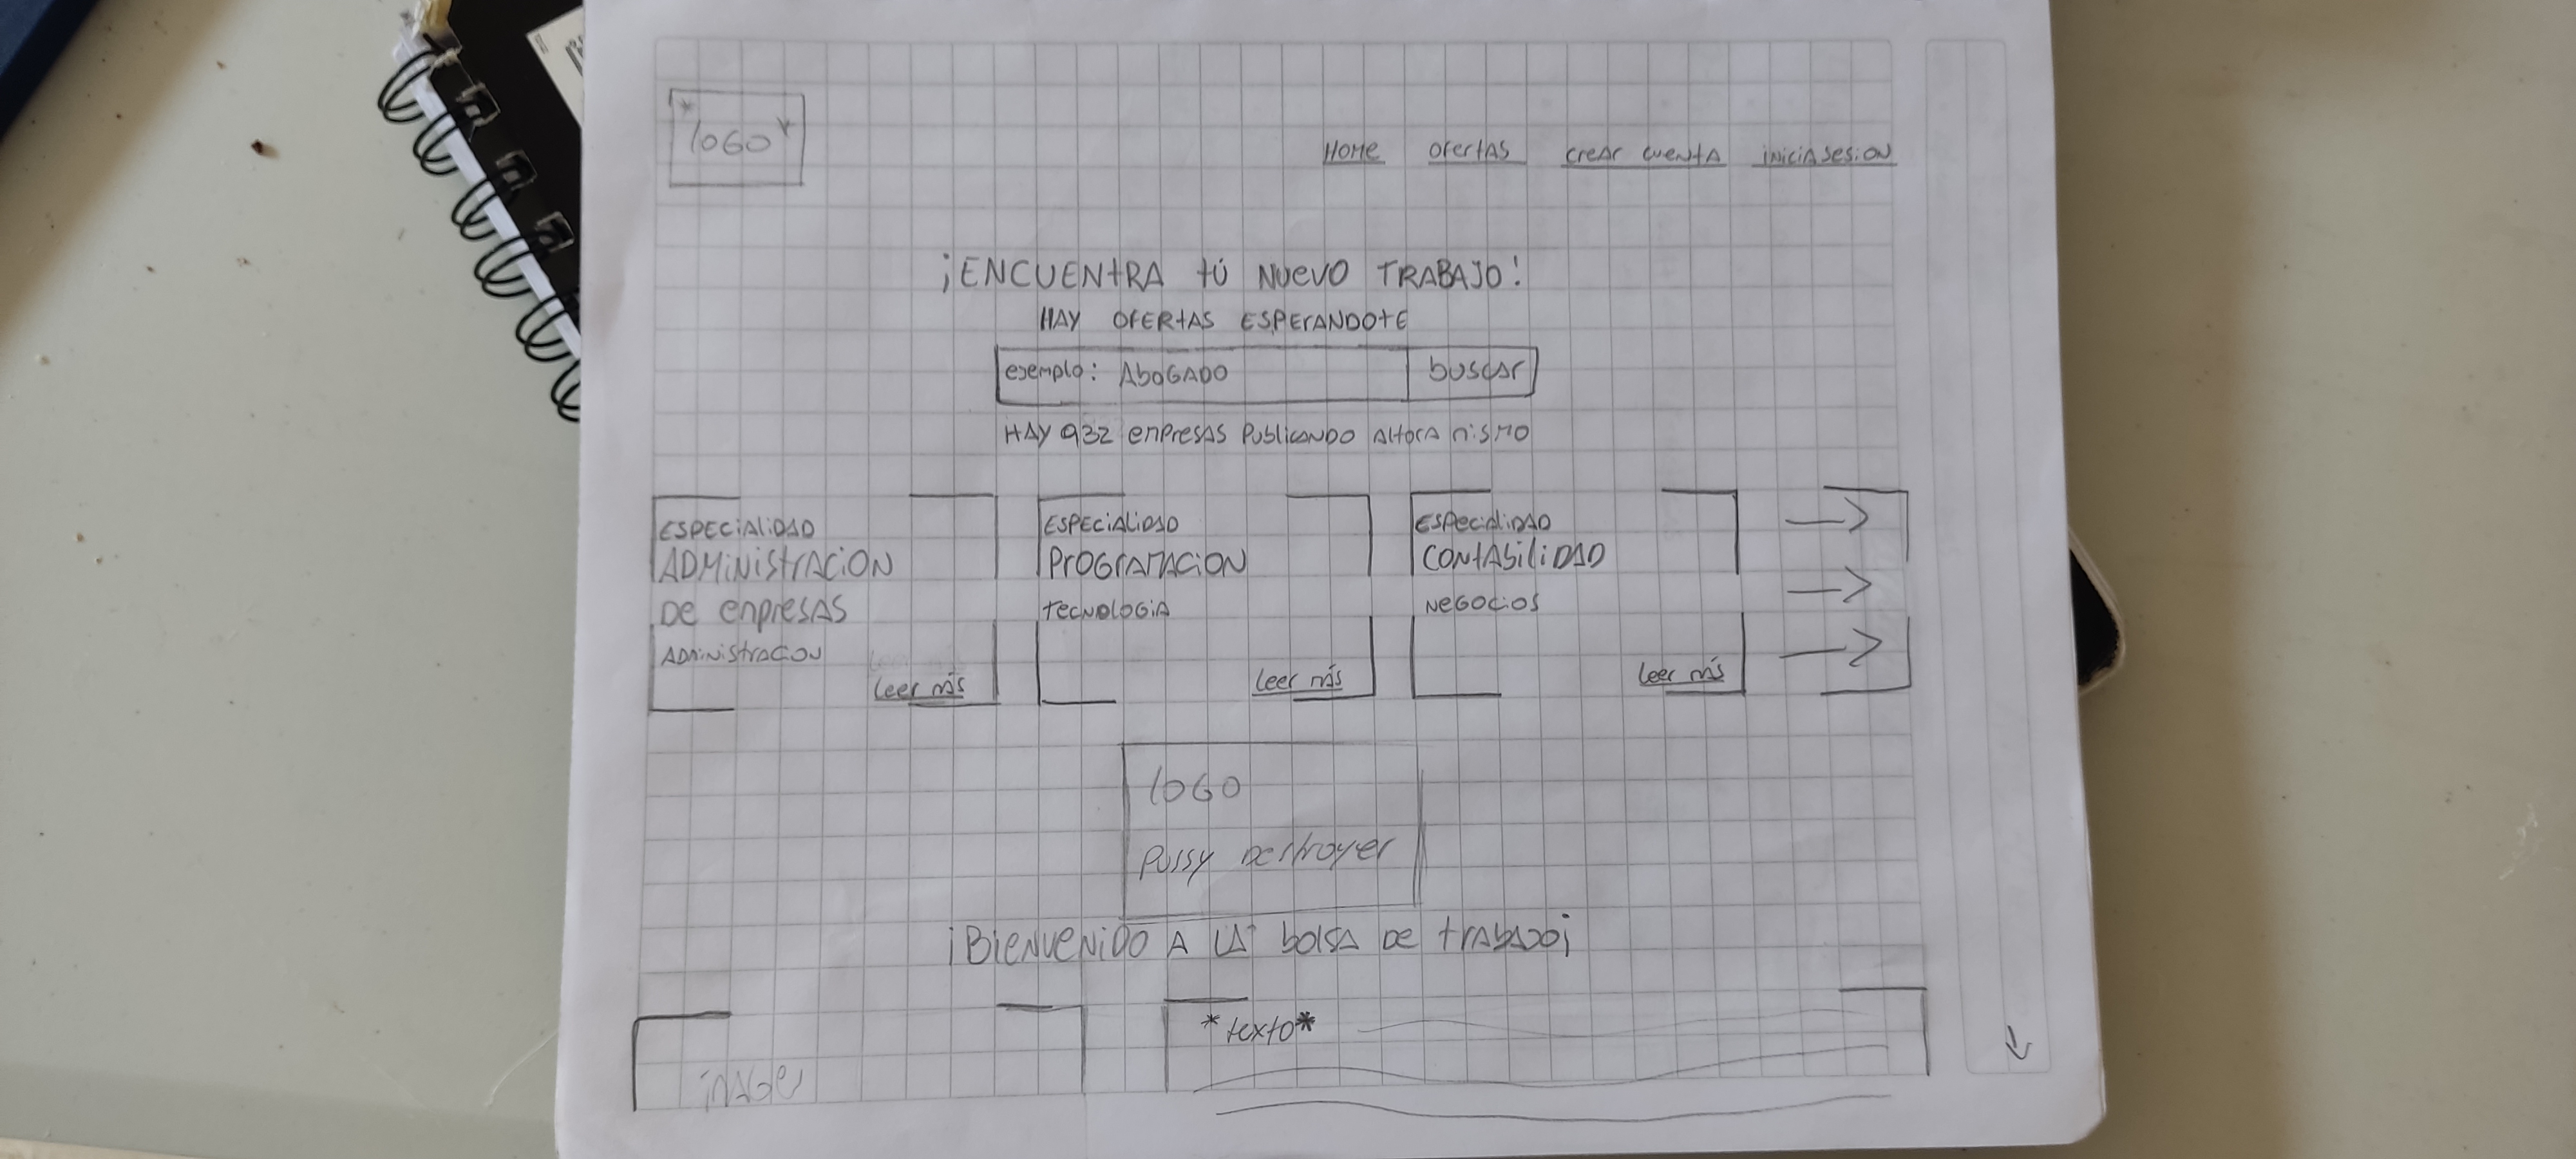 *logo*
Home ofertas crear cuenta inicia sesion
¡ENCUENTRA tú NUEVO TRABAJO!
HAY OFERTAS ESPERANDOTE
ejemplo: Abogado buscar
HAY 932 empresas publicando ahora mismo
ESPECIALIDAD
ADMINISTRACIÓN
DE EMPRESAS
ADMINISTRACION
Leer más
ESPECIALIDAD
PROGRAMACION
tecnologia
Leer más
ESPECIALIDAD
CONTABILIDAD
NEGOCIOS
Leer más
logo
Pussy
¡Bienvenido A LA bolsa de trabajo¡
imagen
*texto*